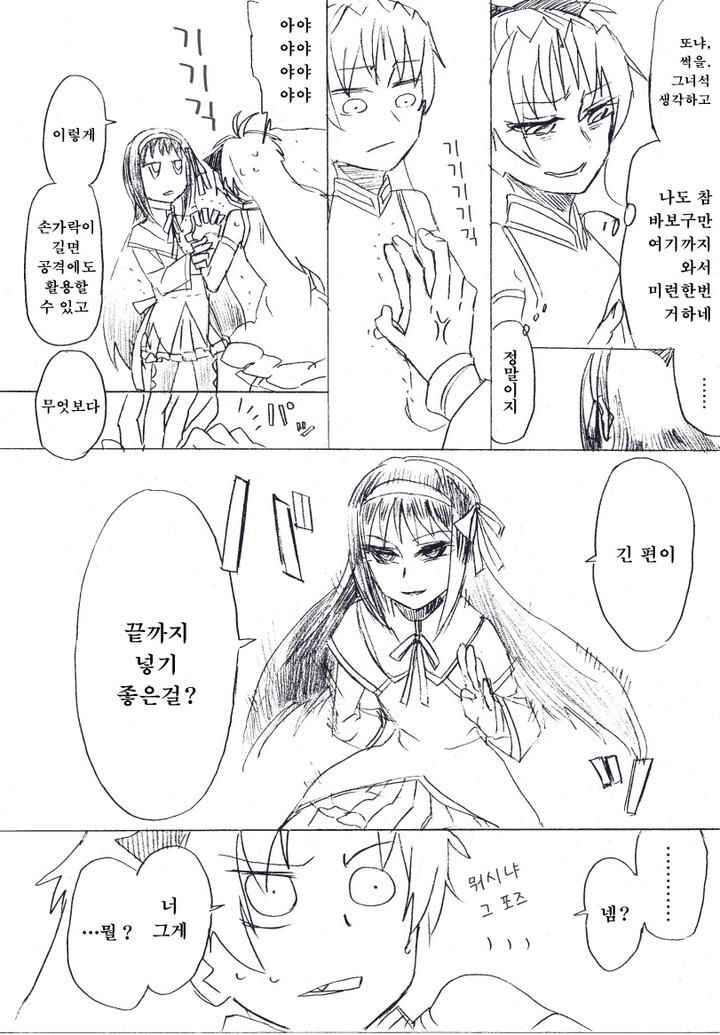 또냐,
썩을.
그녀석
생각하고
나도 참
바보구만
여기까지
와서
미련한번
거하네
……
정말이지
기
기
기
기
긱
아야
야야
야야
야야
기
기
긱
이렇게
손가락이
길면
공격에도
활용할
수 있고
무엇보다
パッ
긴 편이
끝까지
넣기
좋은걸?
………
넴?
뭐시냐
그 포즈
너
그게
…뭘?